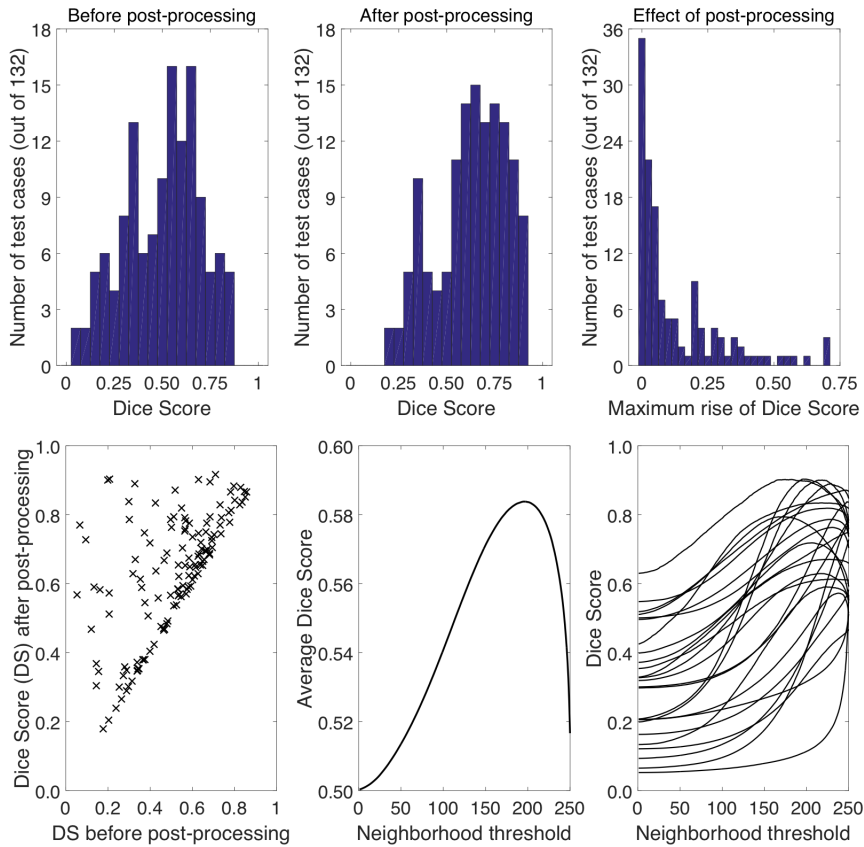 Before post-processing
After post-processing
Effect of post-processing
Number of test cases (out of 132)
18
15
12
9
6
3
0
0 0.25 0.50 0.75 1
Dice Score
Number of test cases (out of 132)
18
15
12
9
6
3
0
0 0.25 0.50 0.75 1
Dice Score
Number of test cases (out of 132)
36
30
24
18
12
6
0
0 0.25 0.50 0.75
Maximum rise of Dice Score
Dice Score (DS) after post-processing
1.0
0.8
0.6
0.4
0.2
0.0
0 0.2 0.4 0.6 0.8 1
DS before post-processing
Average Dice Score
0.60
0.58
0.56
0.54
0.52
0.50
0 50 100 150 200 250
Neighborhood threshold
Dice Score
1.0
0.8
0.6
0.4
0.2
0.0
0 50 100 150 200 250
Neighborhood threshold